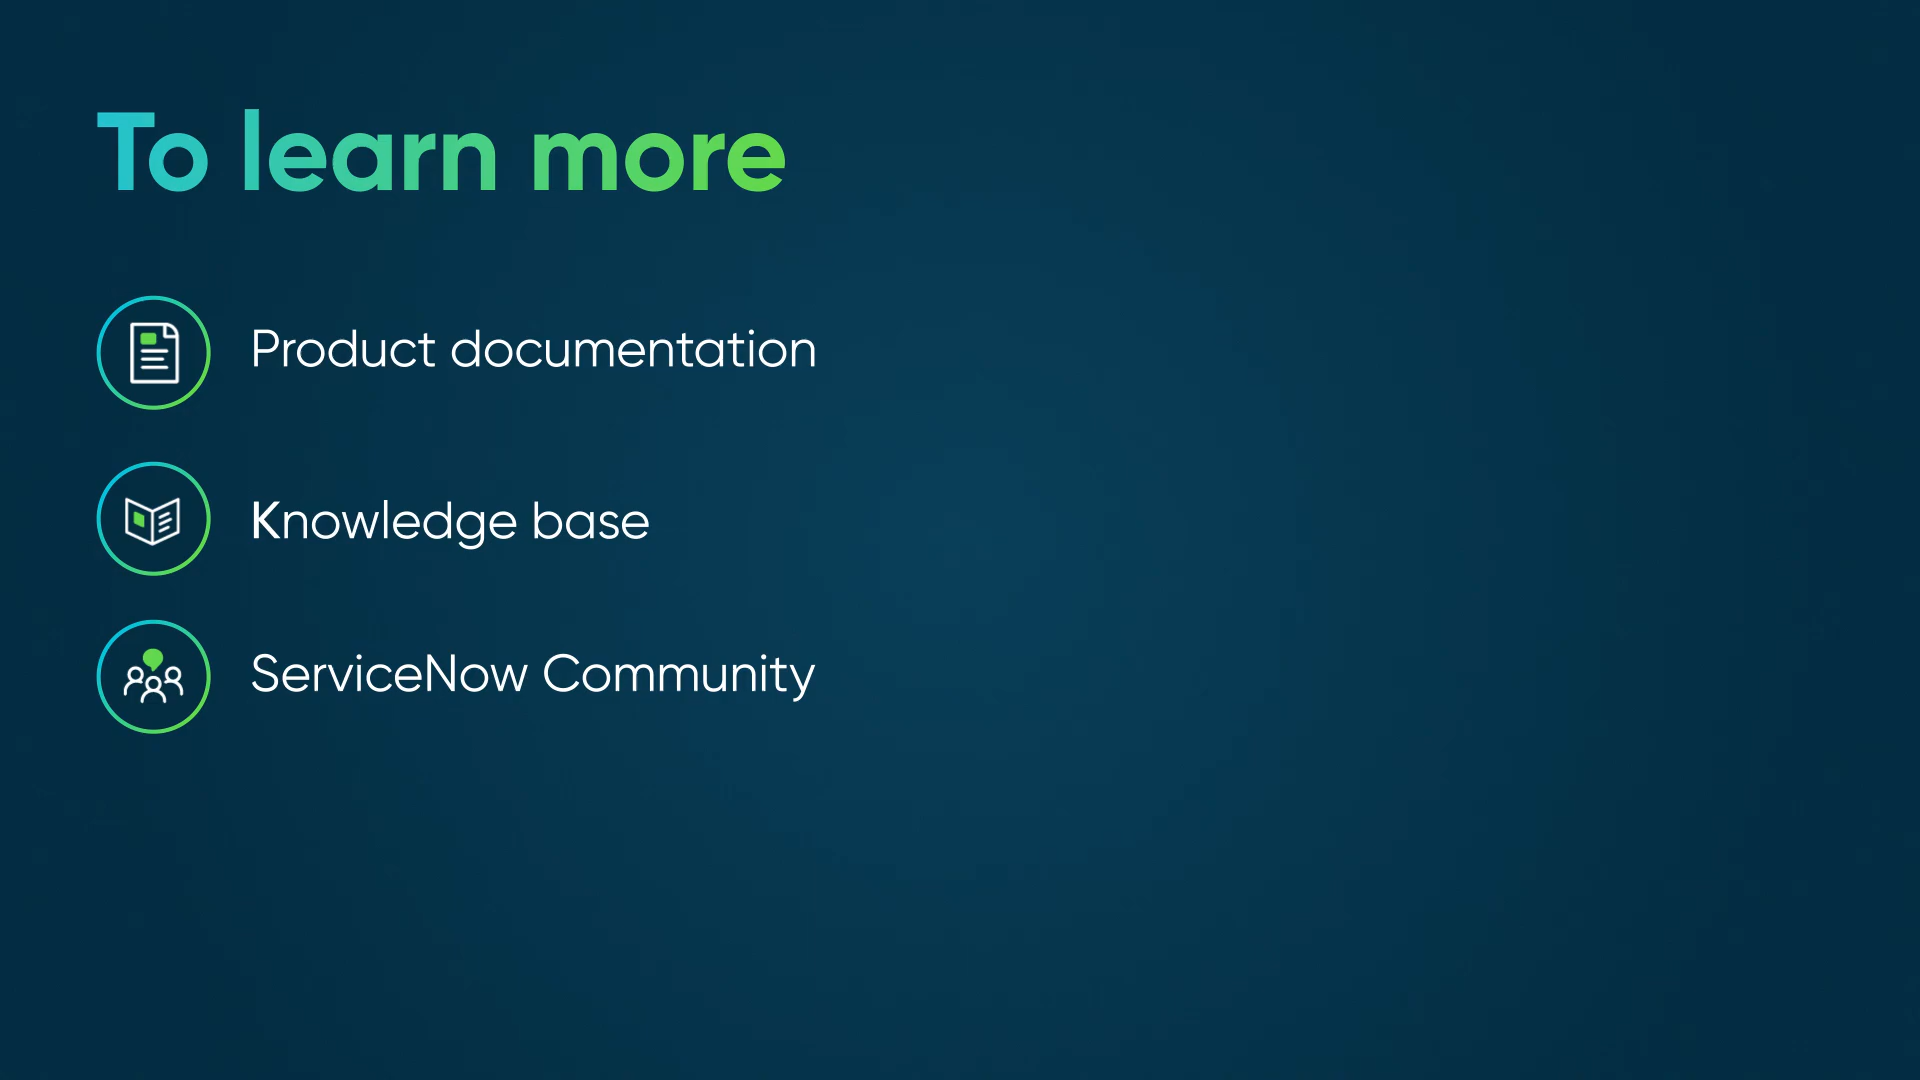 To learn more
Product documentation
Knowledge base
ServiceNow Community